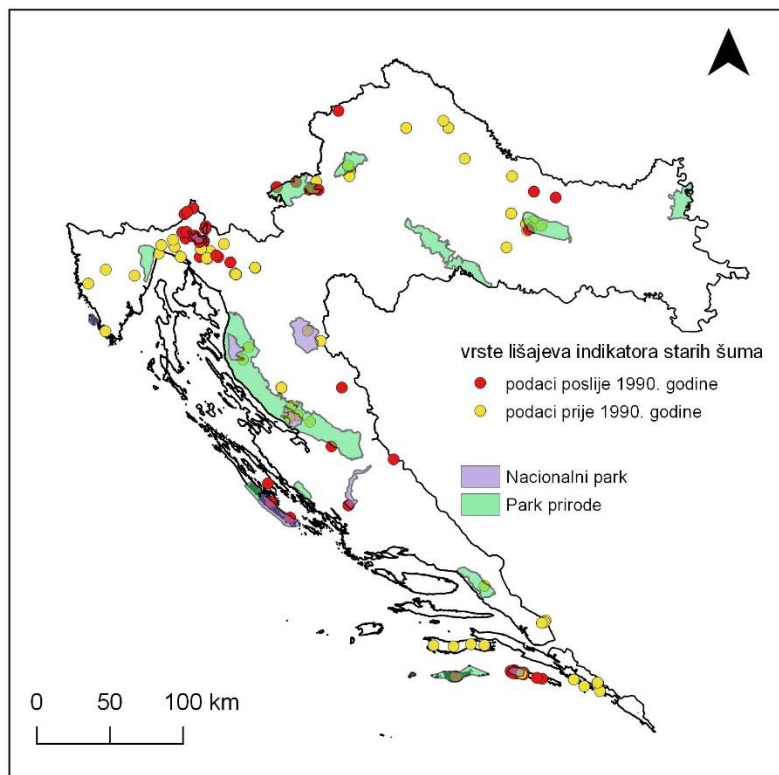 vrste lišajeva indikatora starih šuma
podaci poslije 1990. godine
podaci prije 1990. godine
Nacionalni park
Park prirode
0 50 100 km